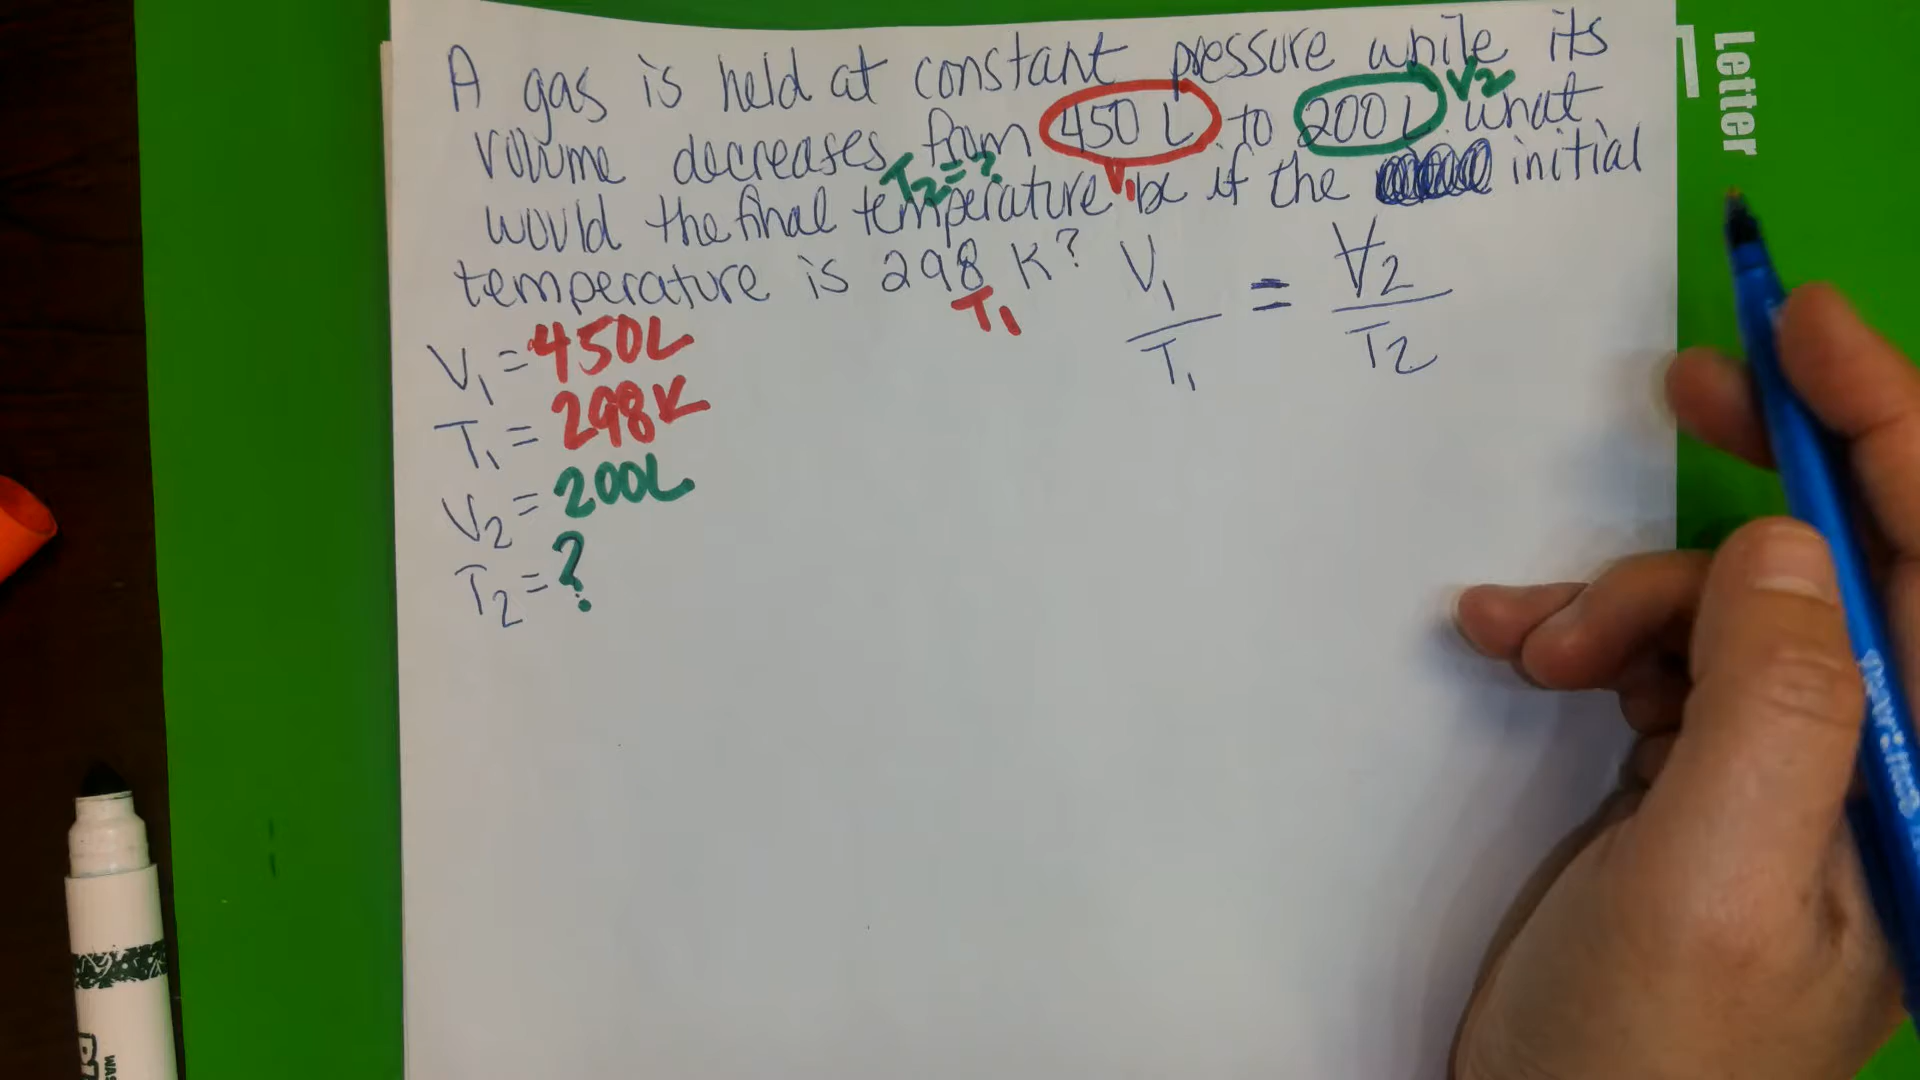 A gas is held at constant pressure while its
volume decreases from 450 L to 200 L. what
V2
V1
T2 = ?
would the final temperature be if the initial
temperature is 298 K?
T1
V1 = 450L
T1 = 298K
V2 = 200L
T2 = ?
V1 = V2
T1 T2
Letter